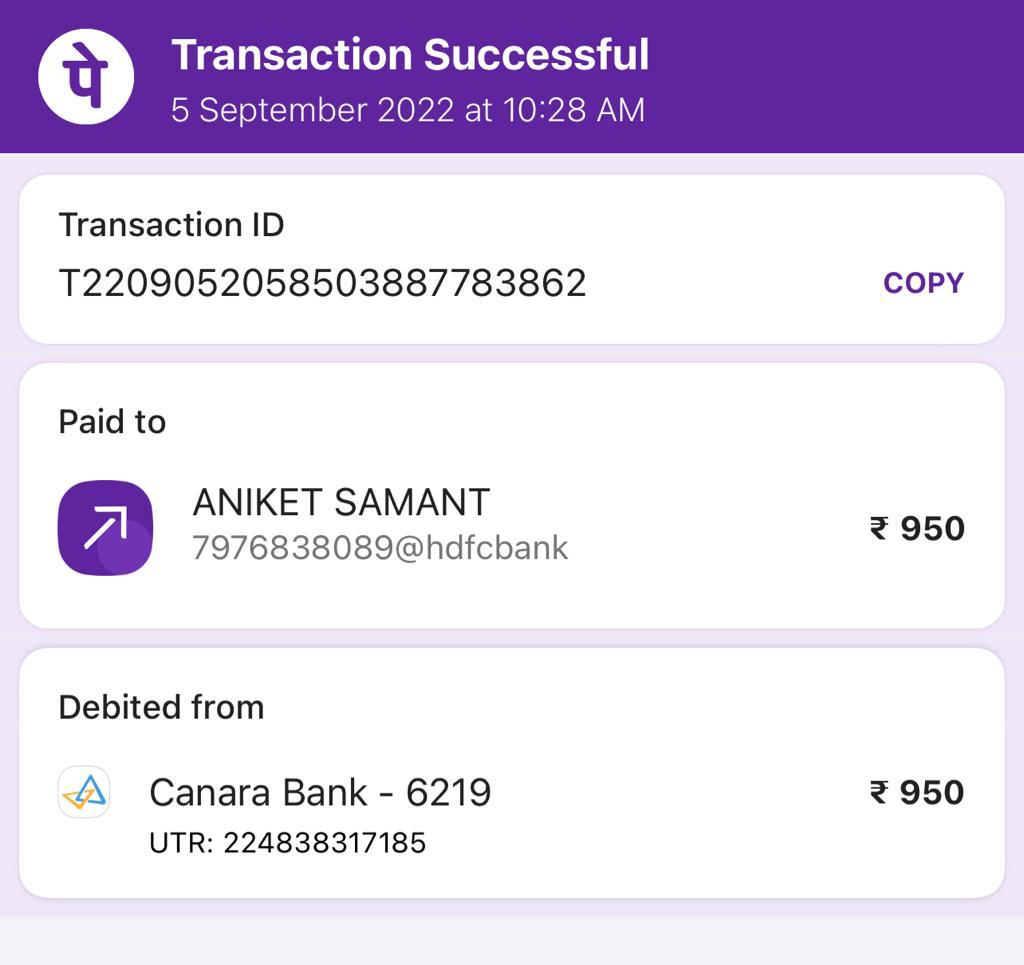 पे
Transaction Successful
5 September 2022 at 10:28 AM
Transaction ID
T2209052058503887783862
COPY
Paid to
ANIKET SAMANT
7976838089@hdfcbank
₹ 950
Debited from
Canara Bank - 6219
₹ 950
UTR: 224838317185